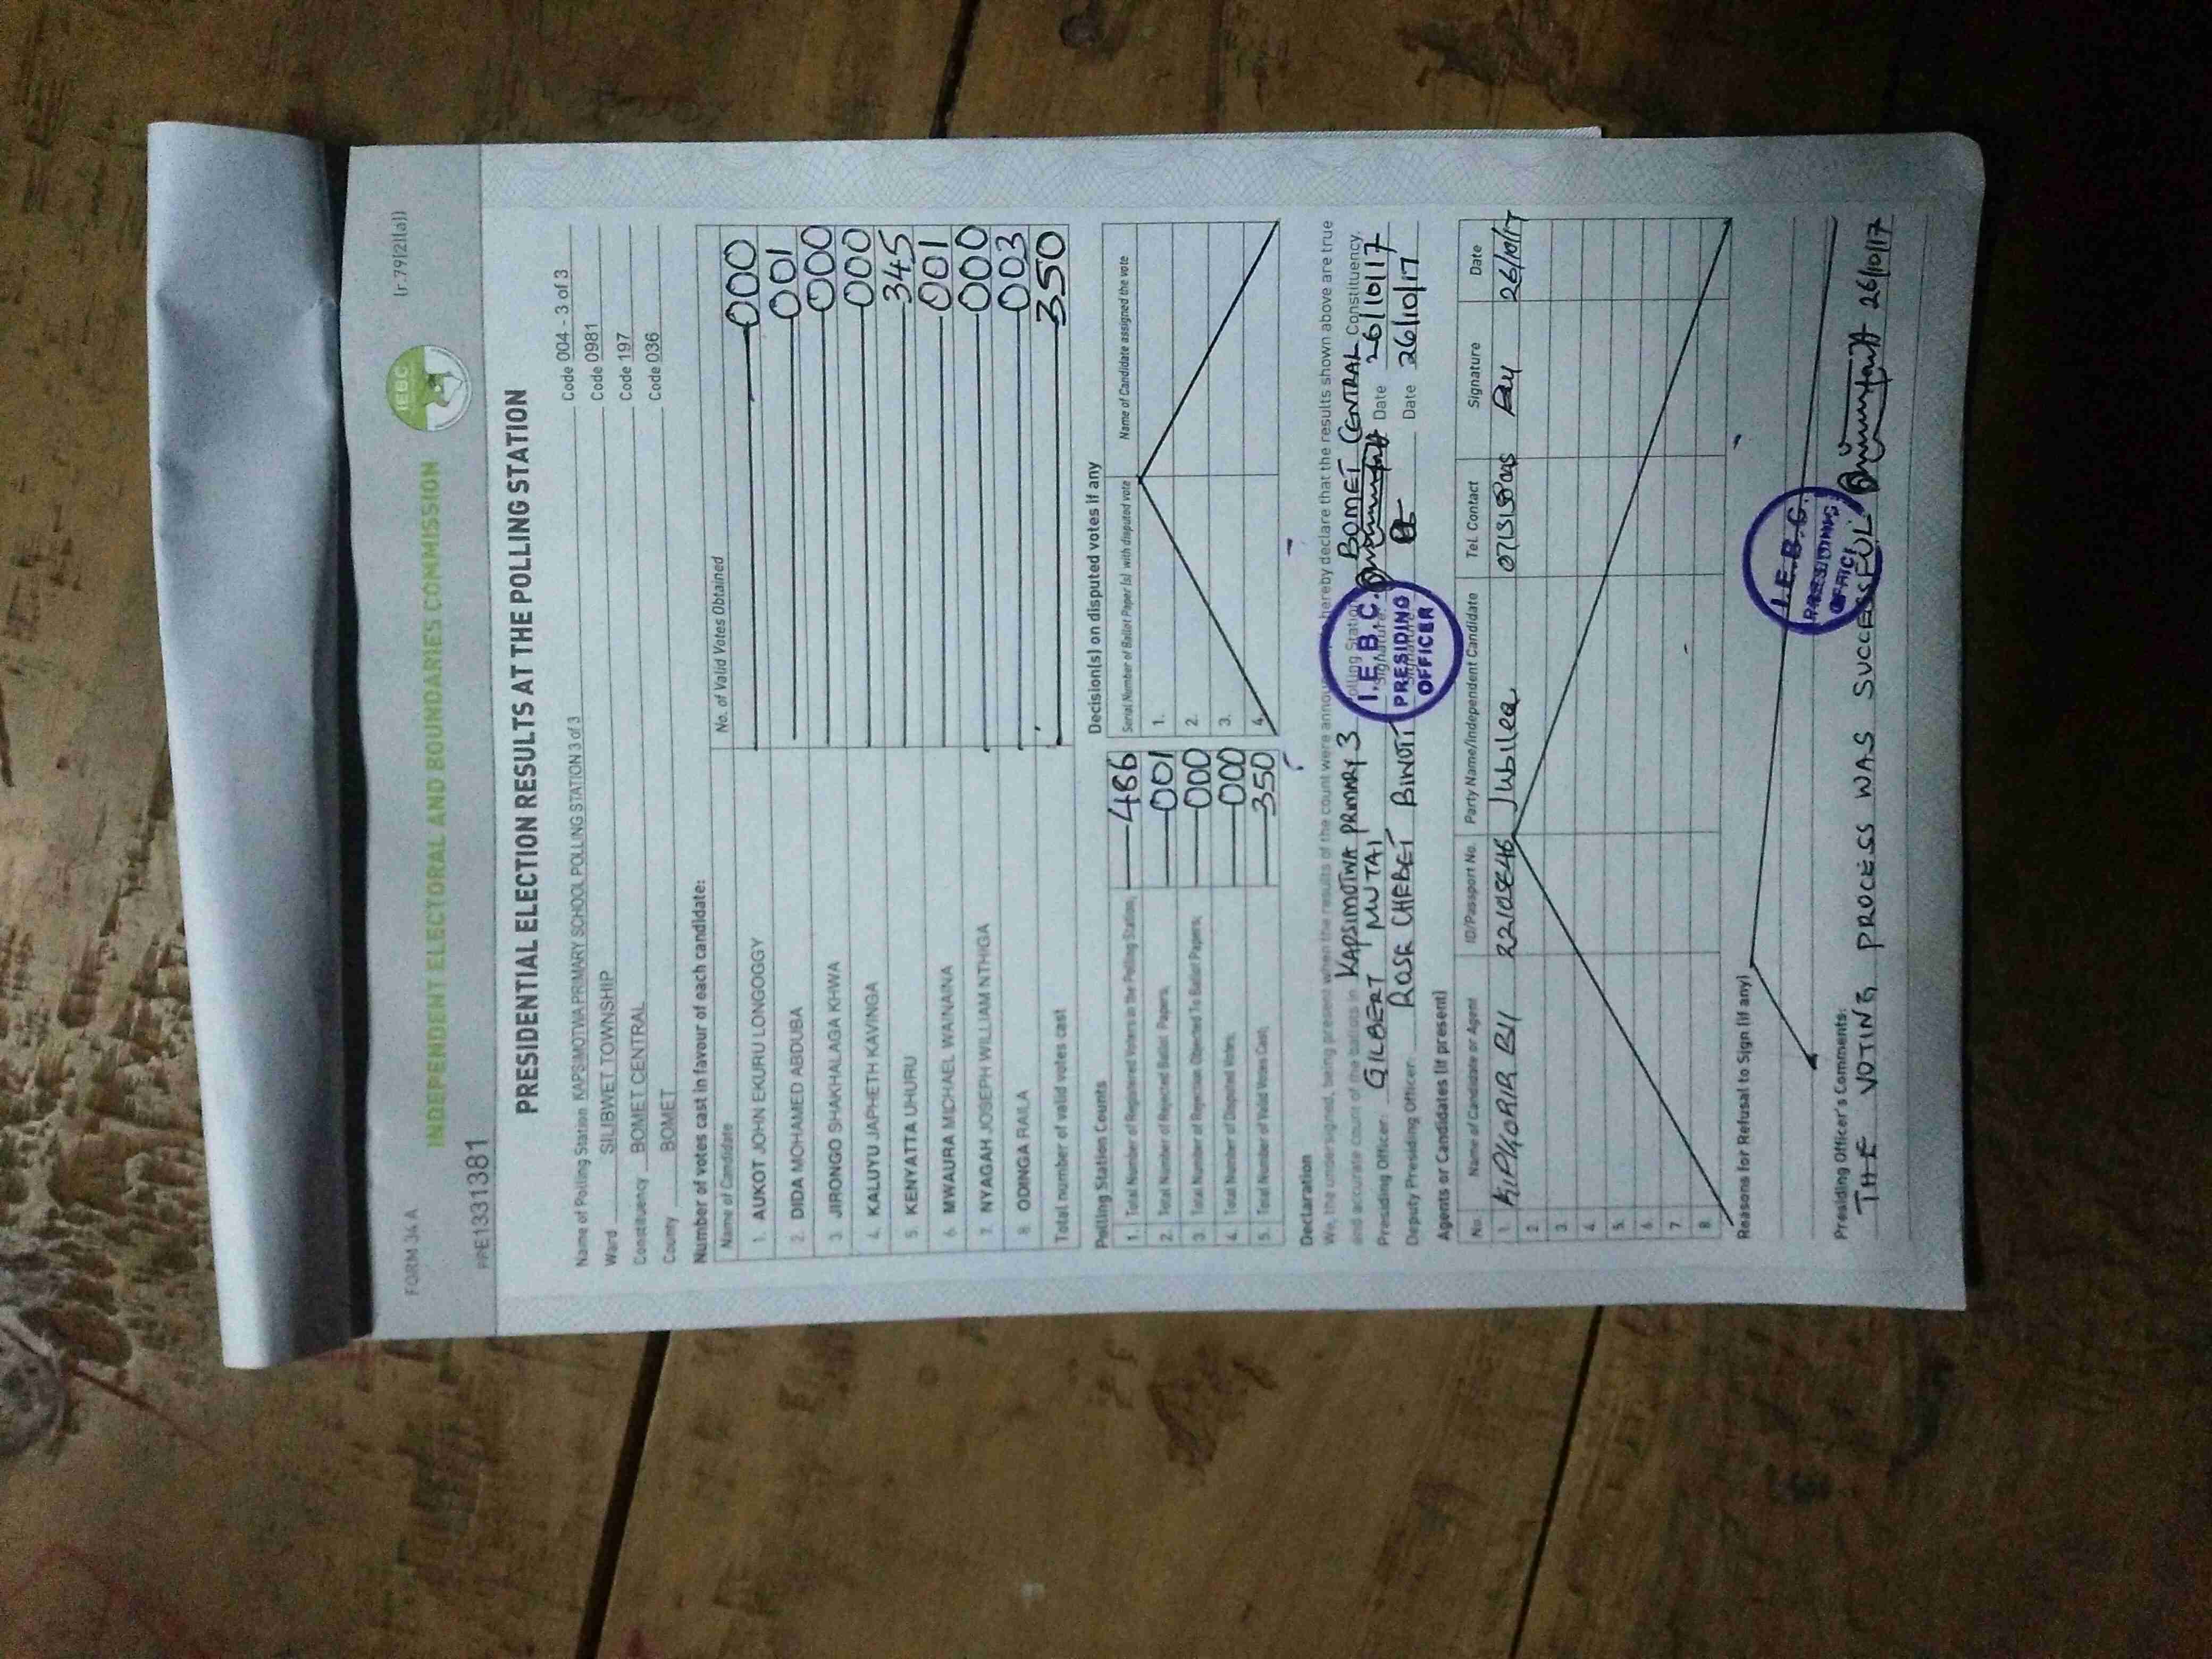 FORM 34 A
(r.79(2)(a))
INDEPENDENT ELECTORAL AND BOUNDARIES COMMISSION
IEBC
PPE1331381
PRESIDENTIAL ELECTION RESULTS AT THE POLLING STATION
Name of Polling Station KAPSIMOTWA PRIMARY SCHOOL POLLING STATION 3 of 3 Code 004 - 3 of 3
Ward SILIBWET TOWNSHIP Code 0981
Constituency BOMET CENTRAL Code 197
County BOMET Code 036
Number of votes cast in favour of each candidate:
Name of Candidate No. of Valid Votes Obtained
1. AUKOT JOHN EKURU LONGOGGY 000
2. DIDA MOHAMED ABDUBA 001
3. JIRONGO SHAKHALAGA KHWA 000
4. KALUYU JAPHETH KAVINGA 000
5. KENYATTA UHURU 345
6. MWAURA MICHAEL WAINAINA 001
7. NYAGAH JOSEPH WILLIAM NTHIGA 000
8. ODINGA RAILA 003
Total number of valid votes cast 350
Polling Station Counts
1. Total Number of Registered Voters in the Polling Station 486
2. Total Number of Rejected Ballot Papers 001
3. Total Number of Rejection Objected To Ballot Papers 000
4. Total Number of Disputed Votes 000
5. Total Number of Valid Votes Cast 350
Decision(s) on disputed votes if any
Serial Number of Ballot Paper (s) with disputed vote Name of Candidate assigned the vote
1.
2.
3.
4.
Declaration
We, the undersigned, being present when the results of the count were announced, hereby declare that the results shown above are true
and accurate count of the ballots in KAPSIMOTWA PRIMARY 3 Polling Station BOMET CENTRAL Constituency.
Presiding Officer: GILBERT MUTAI Signature: Date 26/10/17
Deputy Presiding Officer: ROSE CHEBET Signature Date 26/10/17
I.E.B.C. PRESIDING OFFICER
Agents or Candidates (if present)
No. Name of Candidate or Agent ID/Passport No. Party Name/Independent Candidate Tel. Contact Signature Date
1. Jubilee 26/10/17
2.
3.
4.
5.
6.
7.
8.
Reasons for Refusal to Sign (if any)
I.E.B.C. PRESIDING
Presiding Officer's Comments:
THE VOTING PROCESS WAS SUCCESSFUL 26/10/17